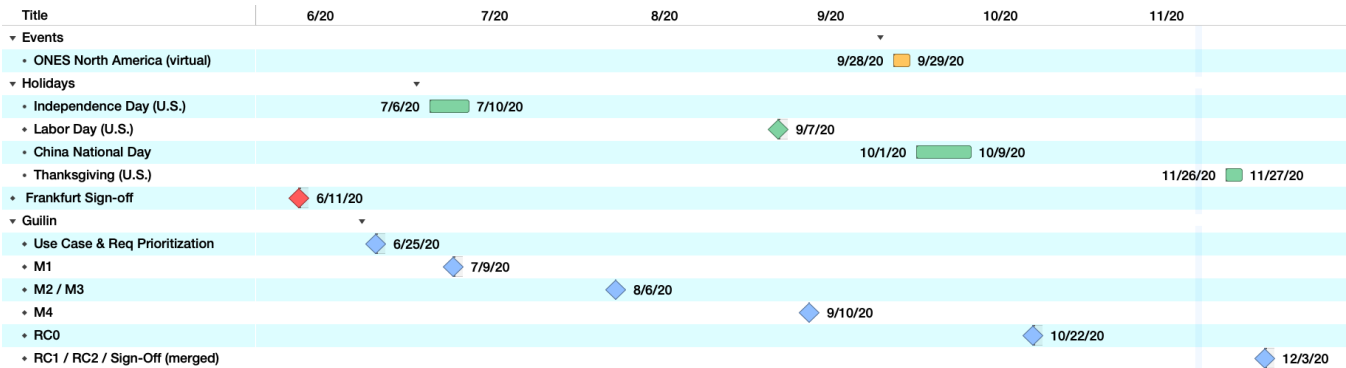 Title 6/20 7/20 8/20 9/20 10/20 11/20
Events
ONES North America (virtual) 9/28/20 9/29/20
Holidays
Independence Day (U.S.) 7/6/20 7/10/20
Labor Day (U.S.) 9/7/20
China National Day 10/1/20 10/9/20
Thanksgiving (U.S.) 11/26/20 11/27/20
Frankfurt Sign-off 6/11/20
Guilin
Use Case & Req Prioritization 6/25/20
M1 7/9/20
M2 / M3 8/6/20
M4 9/10/20
RC0 10/22/20
RC1 / RC2 / Sign-Off (merged) 12/3/20